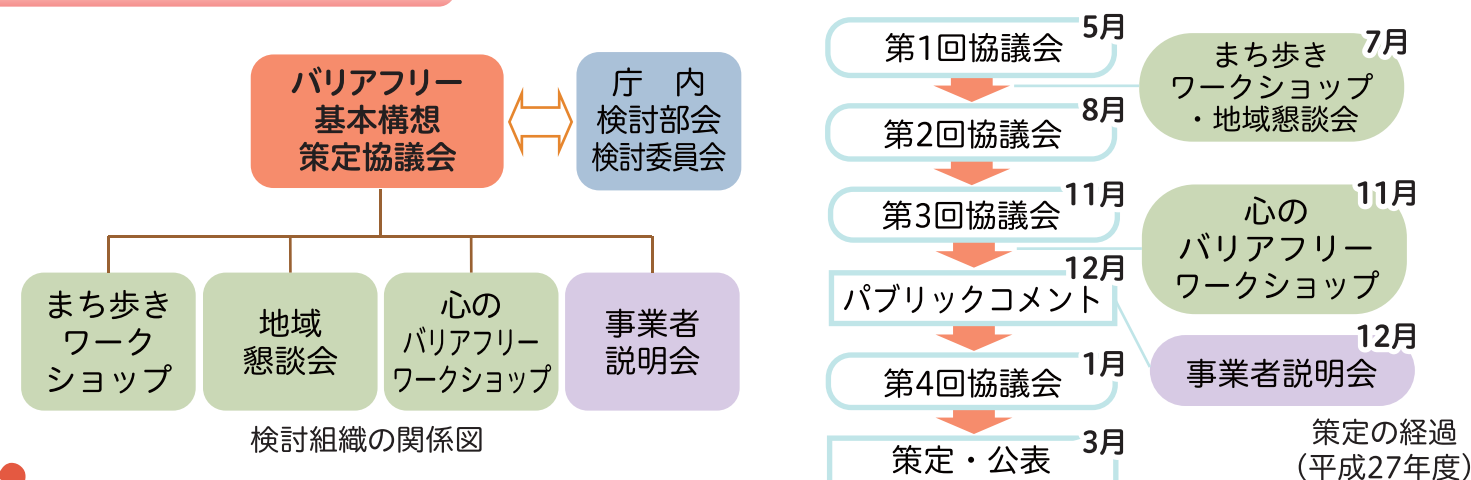 バリアフリー
基本構想
策定協議会
庁　内
検討部会
検討委員会
まち歩き
ワーク
ショップ
地域
懇談会
心の
バリアフリー
ワークショップ
事業者
説明会
検討組織の関係図
5月
第1回協議会
7月
まち歩き
ワークショップ
・地域懇談会
8月
第2回協議会
11月
第3回協議会
11月
心の
バリアフリー
ワークショップ
12月
パブリックコメント
12月
事業者説明会
1月
第4回協議会
3月
策定・公表
策定の経過
(平成27年度)